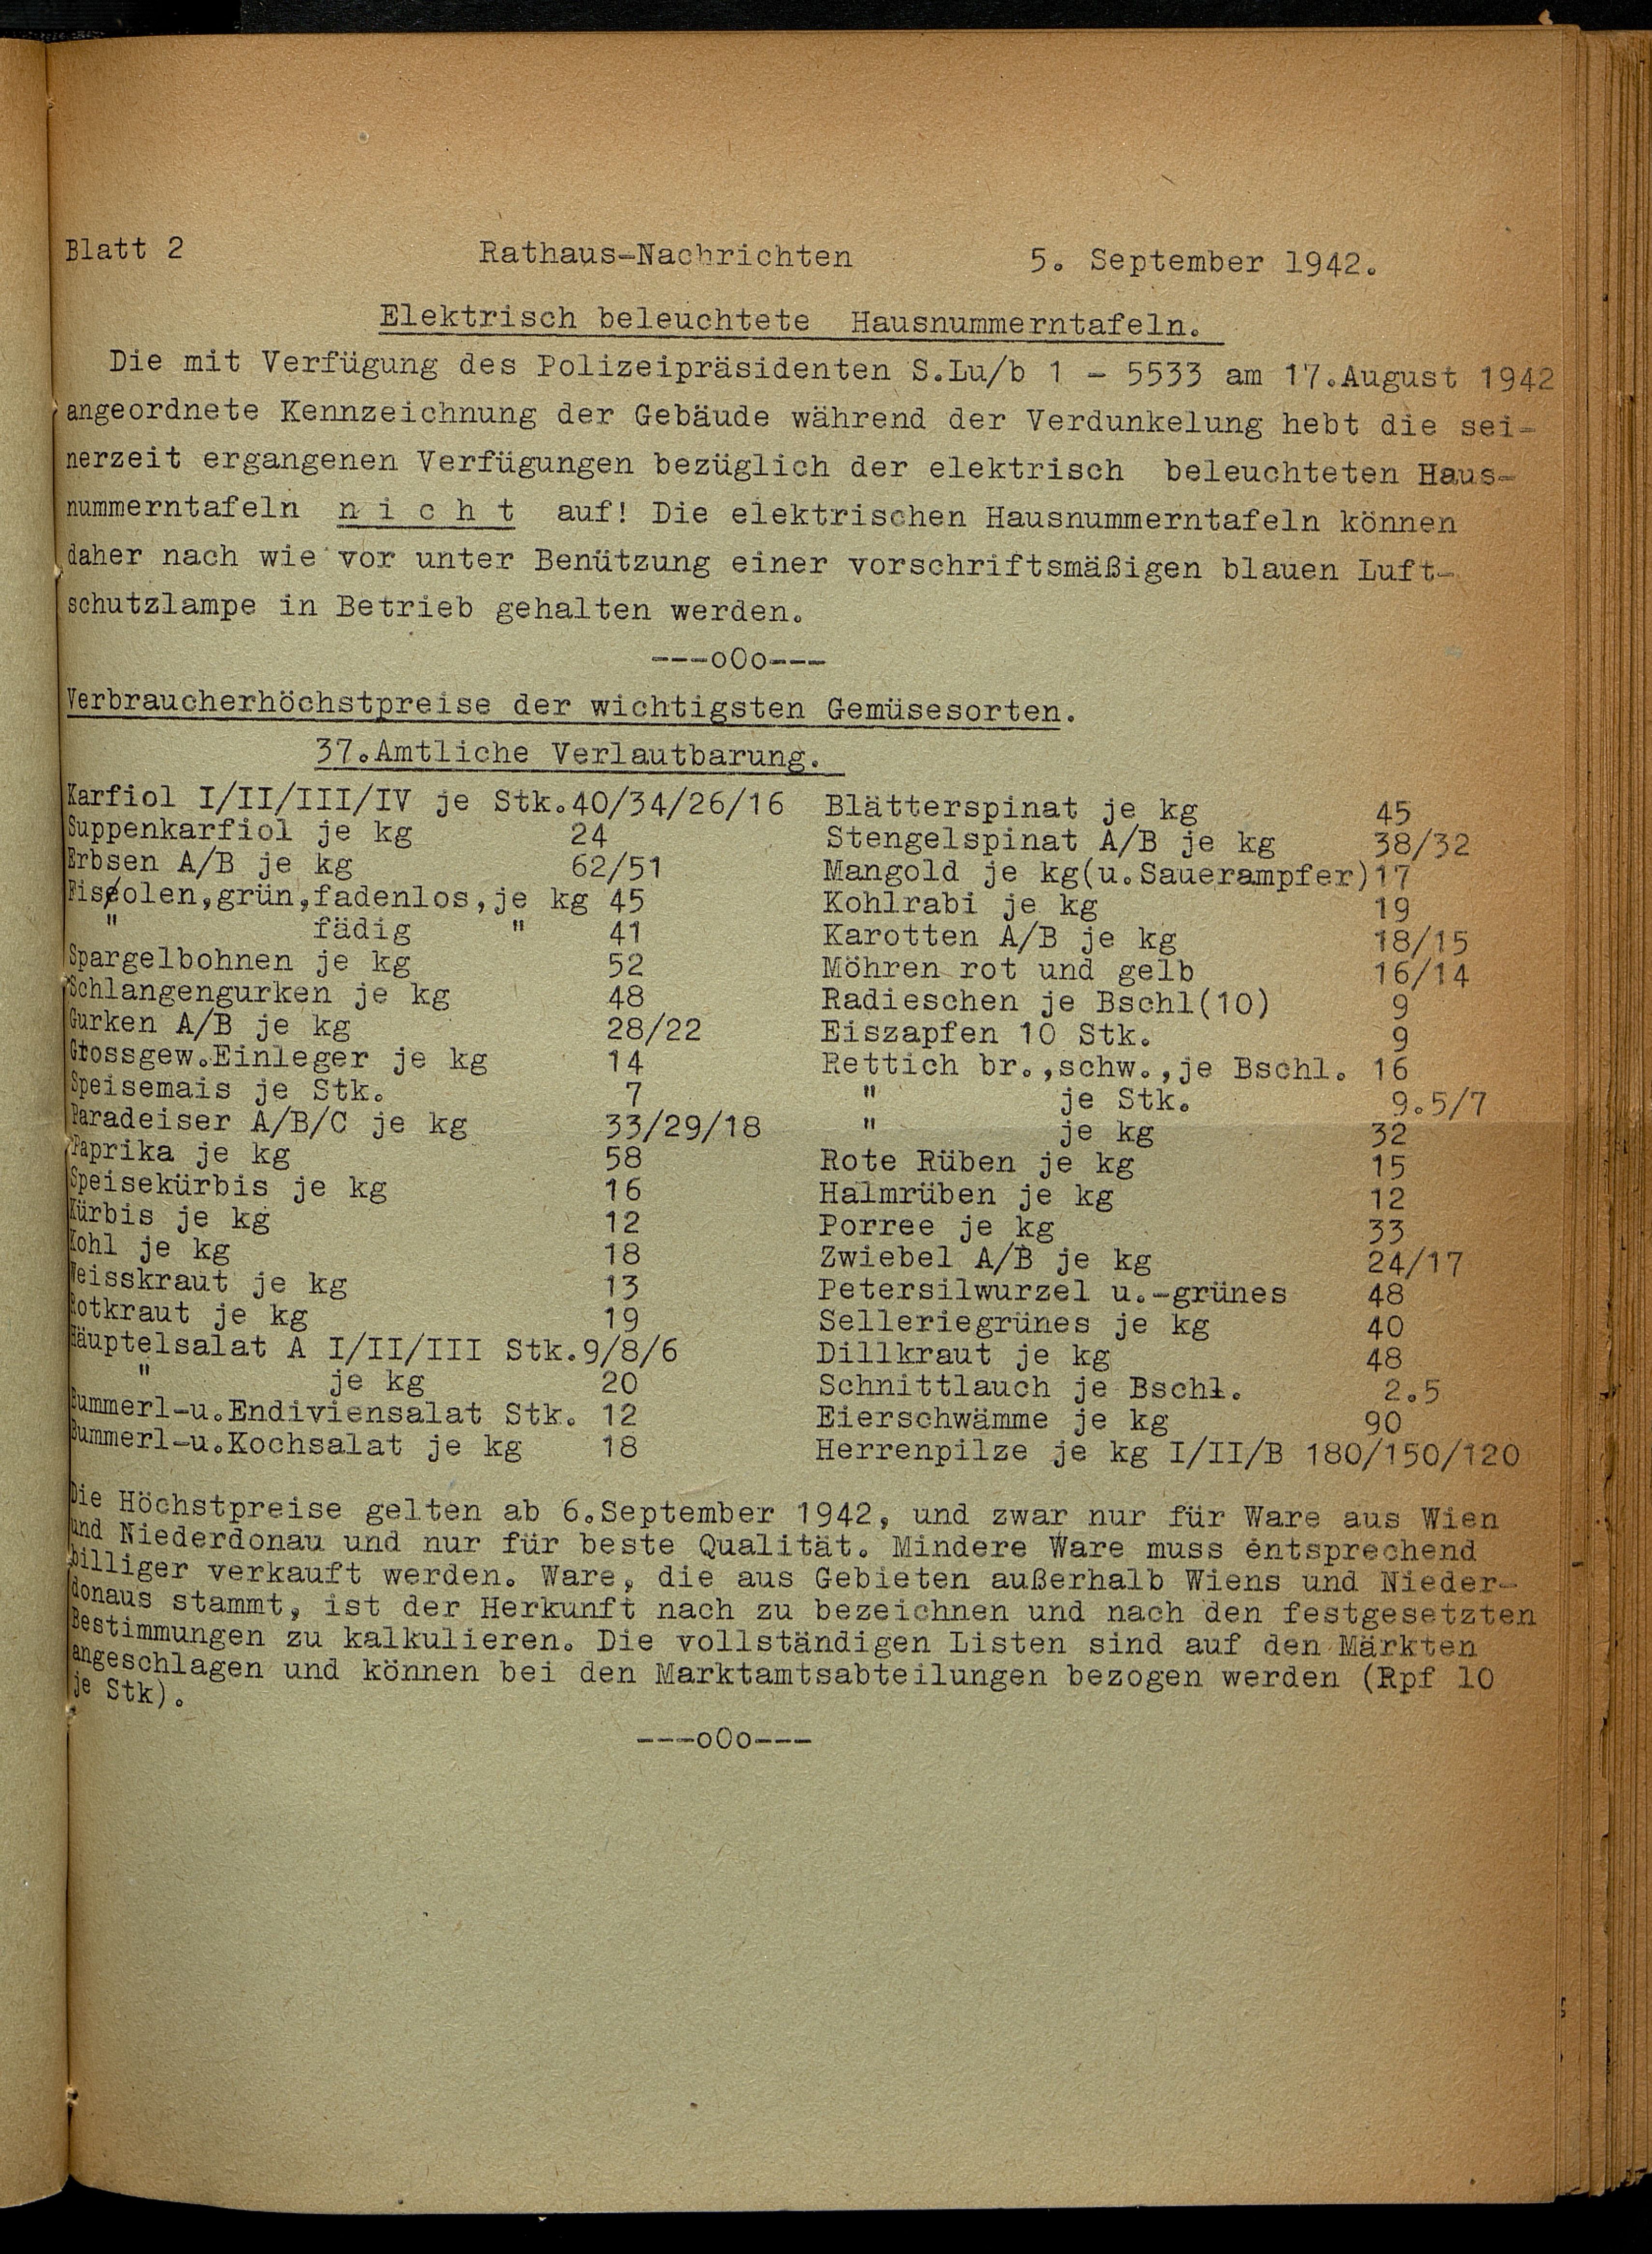 Blatt 2 Rathaus-Nachrichten 5. September 1942.
Elektrisch beleuchtete Hausnummerntafeln.
Die mit Verfügung des Polizeipräsidenten S.Lu/b 1 - 5533 am 17.August 1942
angeordnete Kennzeichnung der Gebäude während der Verdunkelung hebt die sei-
nerzeit ergangenen Verfügungen bezüglich der elektrisch beleuchteten Haus-
nummerntafeln n i c h t auf! Die elektrischen Hausnummerntafeln können
daher nach wie vor unter Benützung einer vorschriftsmäßigen blauen Luft-
schutzlampe in Betrieb gehalten werden.
---oOo---
Verbraucherhöchstpreise der wichtigsten Gemüsesorten.
37.Amtliche Verlautbarung.
Karfiol I/II/III/IV je Stk.40/34/26/16
Suppenkarfiol je kg 24
Erbsen A/B je kg 62/51
Fisolen,grün,fadenlos,je kg 45
" fädig " 41
Spargelbohnen je kg 52
Schlangengurken je kg 48
Gurken A/B je kg 28/22
Grossgew.Einleger je kg 14
Speisemais je Stk. 7
Paradeiser A/B/C je kg 33/29/18
Paprika je kg 58
Speisekürbis je kg 16
Kürbis je kg 12
Kohl je kg 18
Weisskraut je kg 13
Rotkraut je kg 19
Häuptelsalat A I/II/III Stk.9/8/6
" je kg 20
Bummerl-u.Endiviensalat Stk. 12
Bummerl-u.Kochsalat je kg 18
Blätterspinat je kg 45
Stengelspinat A/B je kg 38/32
Mangold je kg(u.Sauerampfer)17
Kohlrabi je kg 19
Karotten A/B je kg 18/15
Möhren rot und gelb 16/14
Radieschen je Bschl(10) 9
Eiszapfen 10 Stk. 9
Rettich br.,schw.,je Bschl. 16
" je Stk. 9.5/7
" je kg 32
Rote Rüben je kg 15
Halmrüben je kg 12
Porree je kg 33
Zwiebel A/B je kg 24/17
Petersilwurzel u.-grünes 48
Selleriegrünes je kg 40
Dillkraut je kg 48
Schnittlauch je Bschl. 2.5
Eierschwämme je kg 90
Herrenpilze je kg I/II/B 180/150/120
Die Höchstpreise gelten ab 6.September 1942, und zwar nur für Ware aus Wien
und Niederdonau und nur für beste Qualität. Mindere Ware muss entsprechend
billiger verkauft werden. Ware, die aus Gebieten außerhalb Wiens und Nieder-
donaus stammt, ist der Herkunft nach zu bezeichnen und nach den festgesetzten
Bestimmungen zu kalkulieren. Die vollständigen Listen sind auf den Märkten
angeschlagen und können bei den Marktamtsabteilungen bezogen werden (Rpf 10
je Stk).
---oOo---